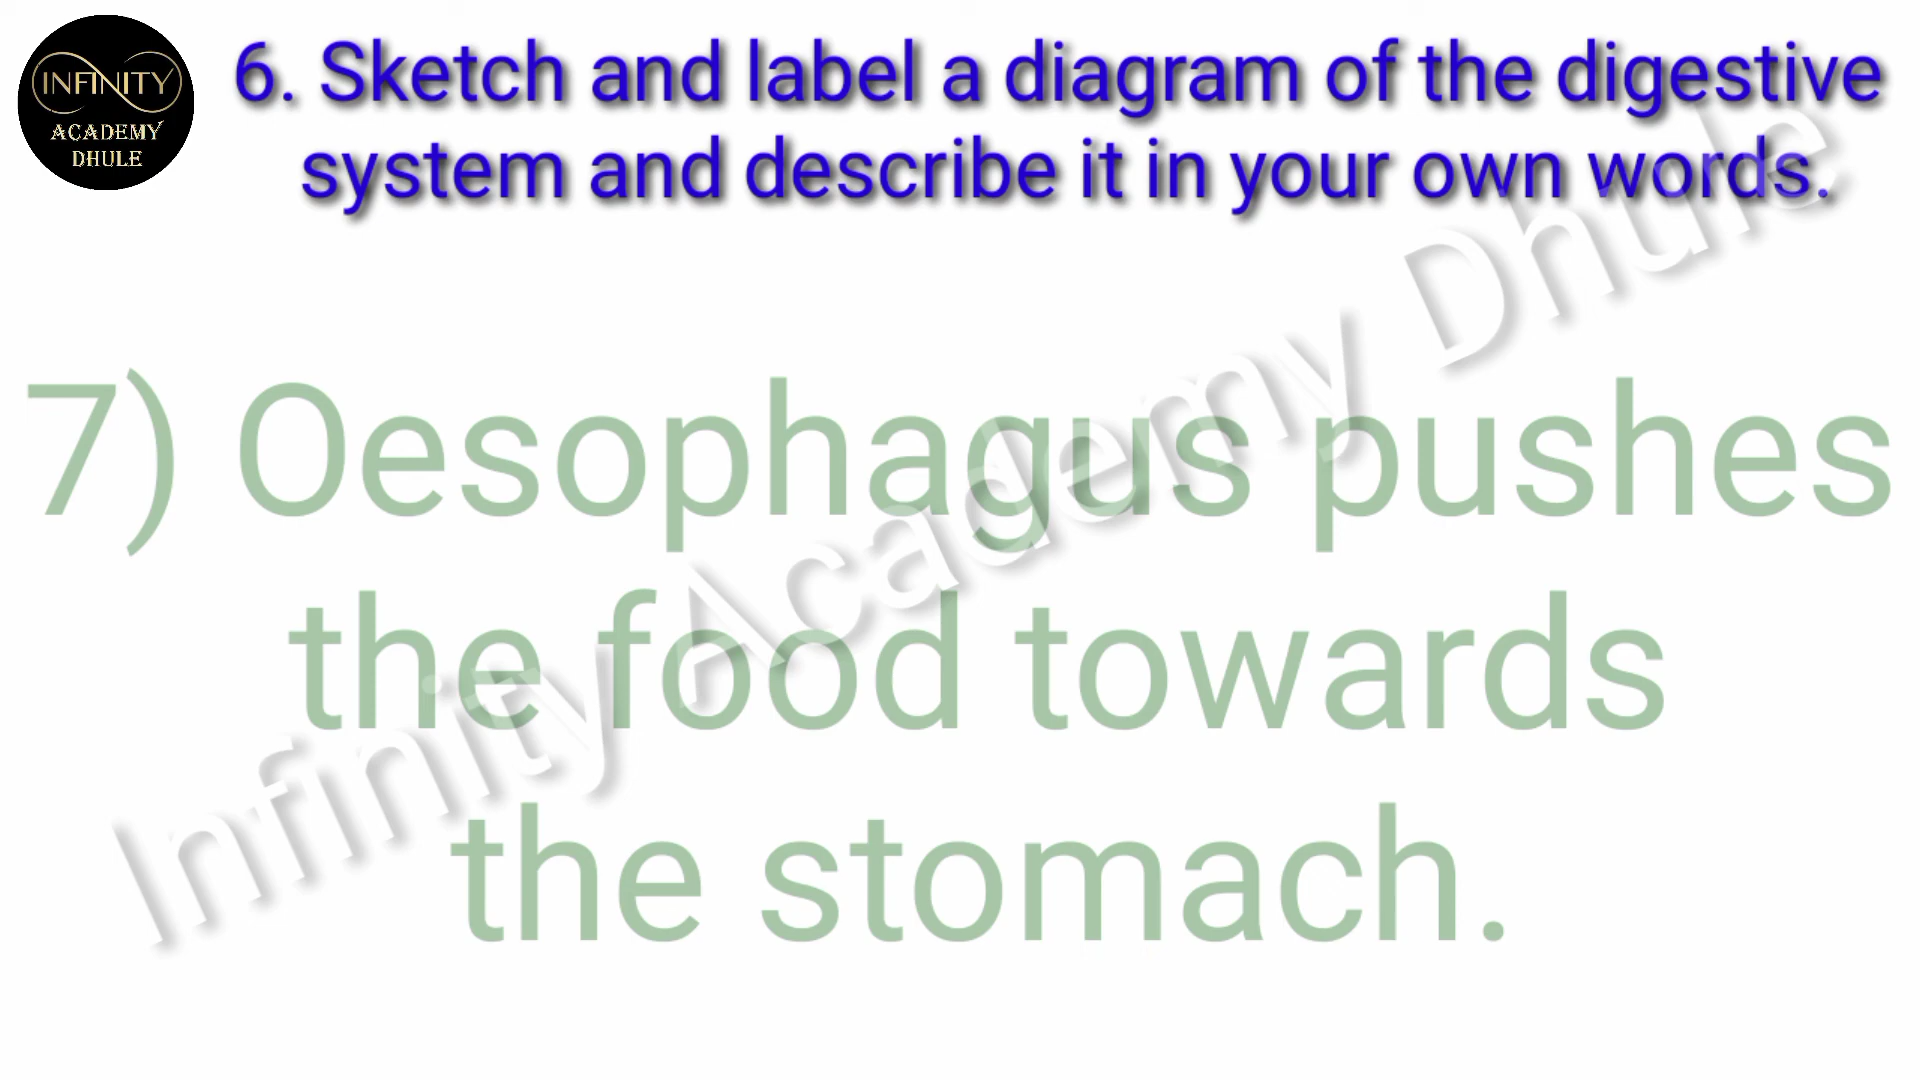 INFINITY
ACADEMY
DHULE
6. Sketch and label a diagram of the digestive
system and describe it in your own words.
7) Oesophagus pushes
the food towards
the stomach.
Infinity Academy Dhule